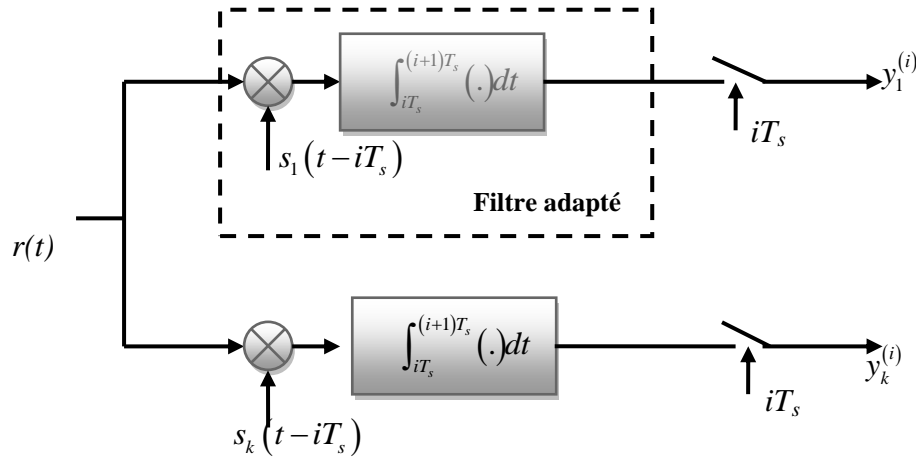 ∫_{iT_s}^{(i+1)T_s} (.)dt
y_1^{(i)}
s_1(t − iT_s)
iT_s
Filtre adapté
r(t)
∫_{iT_s}^{(i+1)T_s} (.)dt
y_k^{(i)}
s_k(t − iT_s)
iT_s